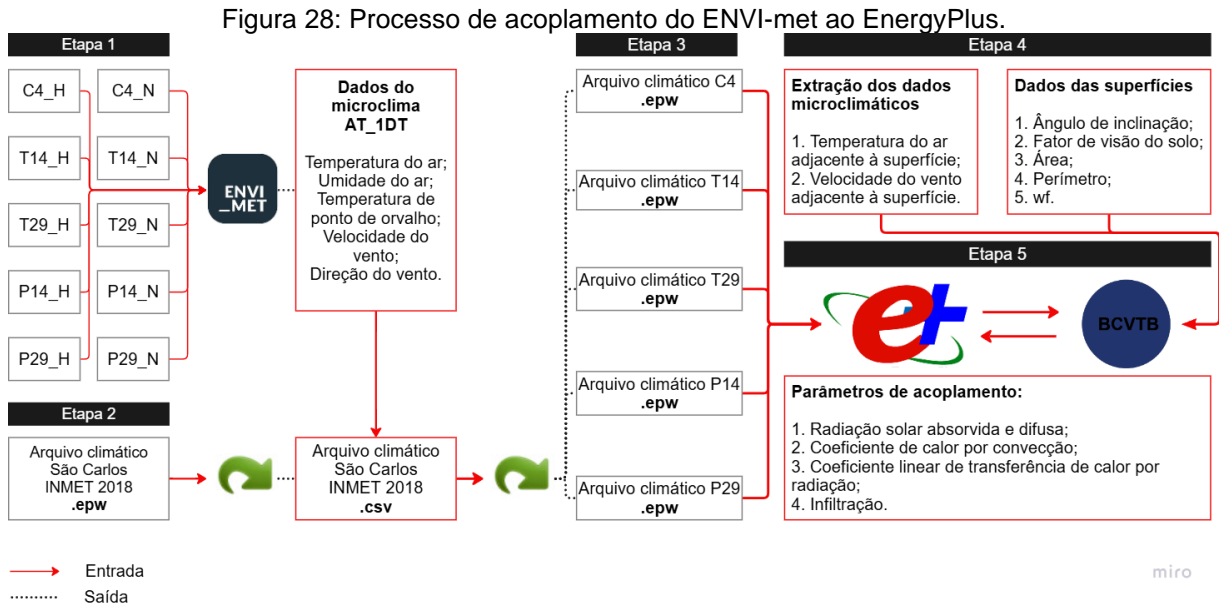 Figura 28: Processo de acoplamento do ENVI-met ao EnergyPlus.
Etapa 1
C4_H
C4_N
T14_H
T14_N
T29_H
T29_N
P14_H
P14_N
P29_H
P29_N
ENVI
_MET
Dados do
microclima
AT_1DT
Temperatura do ar;
Umidade do ar;
Temperatura de
ponto de orvalho;
Velocidade do
vento;
Direção do vento.
Etapa 2
Arquivo climático
São Carlos
INMET 2018
.epw
Arquivo climático
São Carlos
INMET 2018
.csv
Etapa 3
Arquivo climático C4
.epw
Arquivo climático T14
.epw
Arquivo climático T29
.epw
Arquivo climático P14
.epw
Arquivo climático P29
.epw
Etapa 4
Extração dos dados
microclimáticos
1. Temperatura do ar
adjacente à superfície;
2. Velocidade do vento
adjacente à superfície.
Dados das superfícies
1. Ângulo de inclinação;
2. Fator de visão do solo;
3. Área;
4. Perímetro;
5. wf.
Etapa 5
e+
BCVTB
Parâmetros de acoplamento:
1. Radiação solar absorvida e difusa;
2. Coeficiente de calor por convecção;
3. Coeficiente linear de transferência de calor por
radiação;
4. Infiltração.
Entrada
Saída
miro